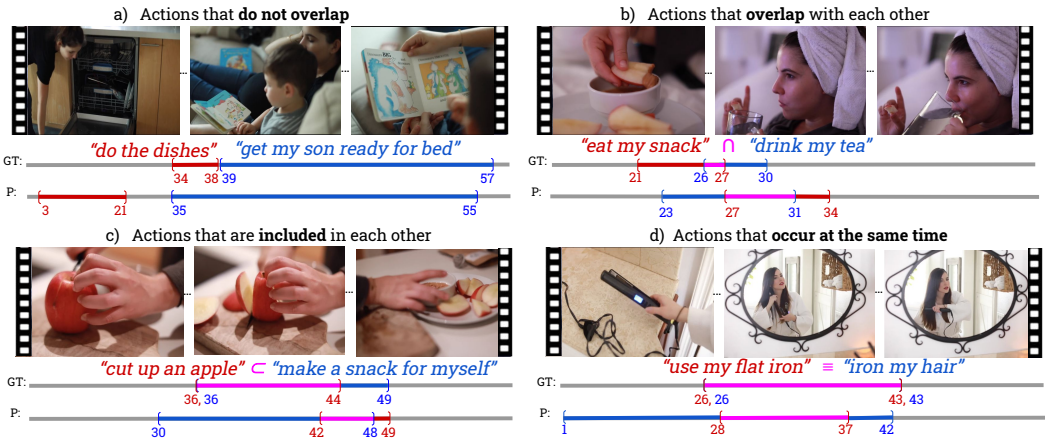 a) Actions that do not overlap
“do the dishes” “get my son ready for bed”
GT:
34 38 39 57
P:
3 21 35 55
b) Actions that overlap with each other
“eat my snack” ∩ “drink my tea”
21 26 27 30
23 27 31 34
c) Actions that are included in each other
“cut up an apple” ⊂ “make a snack for myself”
GT:
36, 36 44 49
P:
30 42 48 49
d) Actions that occur at the same time
“use my flat iron” ≡ “iron my hair”
GT:
26, 26 43, 43
P:
1 28 37 42